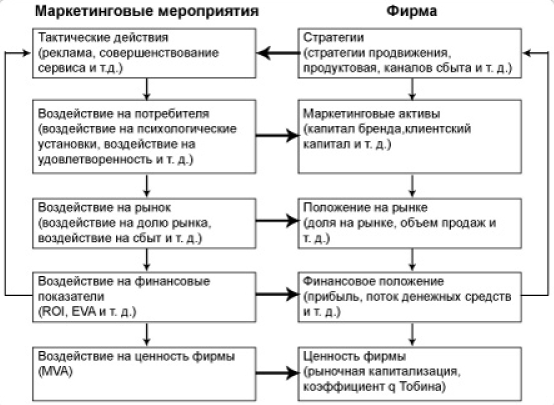 Маркетинговые мероприятия
Фирма
Тактические действия
(реклама, совершенствование
сервиса и т.д.)
Стратегии
(стратегии продвижения,
продуктовая, каналов сбыта и т. д.)
Воздействие на потребителя
(воздействие на психологические
установки, воздействие на
удовлетворенность и т. д.)
Маркетинговые активы
(капитал бренда,клиентский
капитал и т. д.)
Воздействие на рынок
(воздействие на долю рынка,
воздействие на сбыт и т. д.)
Положение на рынке
(доля на рынке, объем продаж и
т. д.)
Воздействие на финансовые
показатели
(ROI, EVA и т. д.)
Финансовое положение
(прибыль, поток денежных средств
и т. д.)
Воздействие на ценность фирмы
(MVA)
Ценность фирмы
(рыночная капитализация,
коэффициент q Тобина)